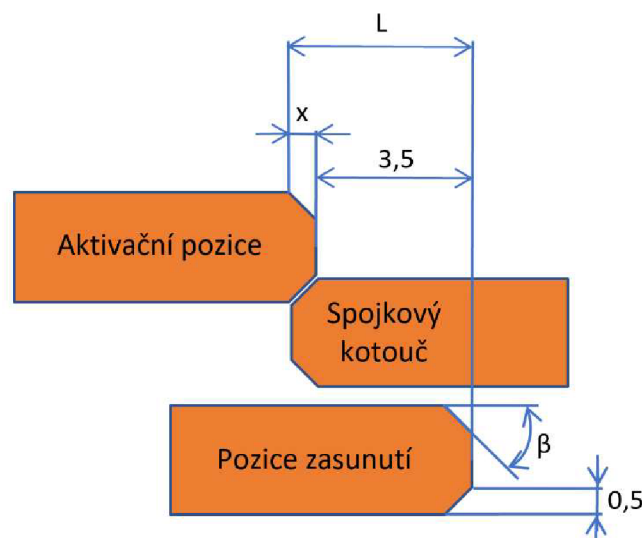 L
x
3,5
Aktivační pozice
Spojkový
kotouč
Pozice zasunutí
β
0,5